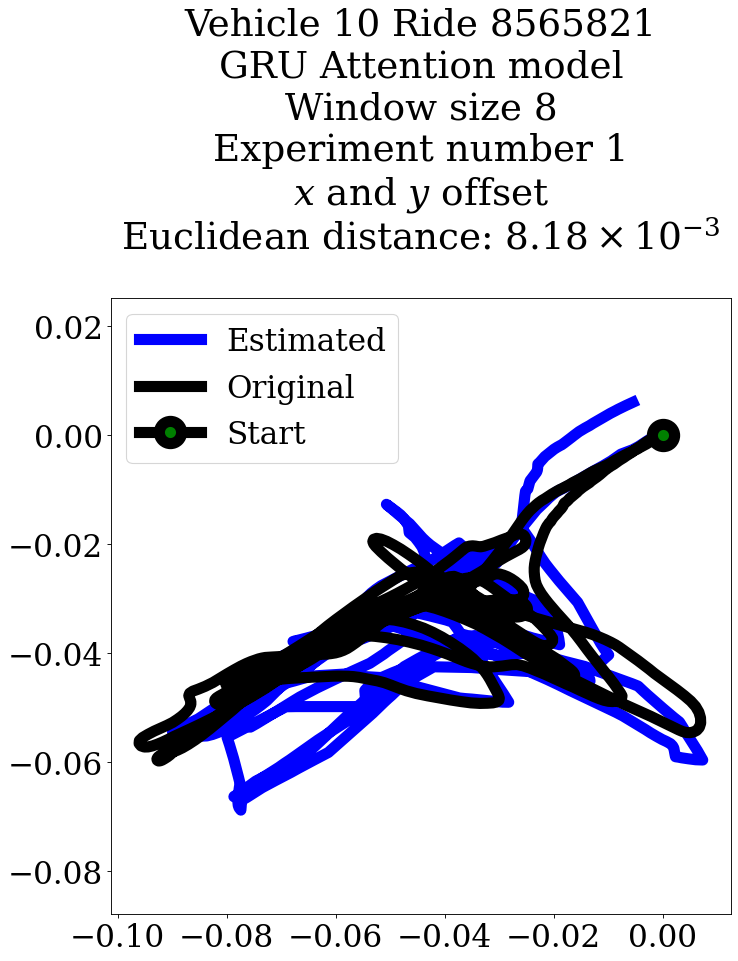 Vehicle 10 Ride 8565821
GRU Attention model
Window size 8
Experiment number 1
x and y offset
Euclidean distance: 8.18 × 10⁻³
Estimated
Original
Start
0.02
0.00
−0.02
−0.04
−0.06
−0.08
−0.10 −0.08 −0.06 −0.04 −0.02 0.00